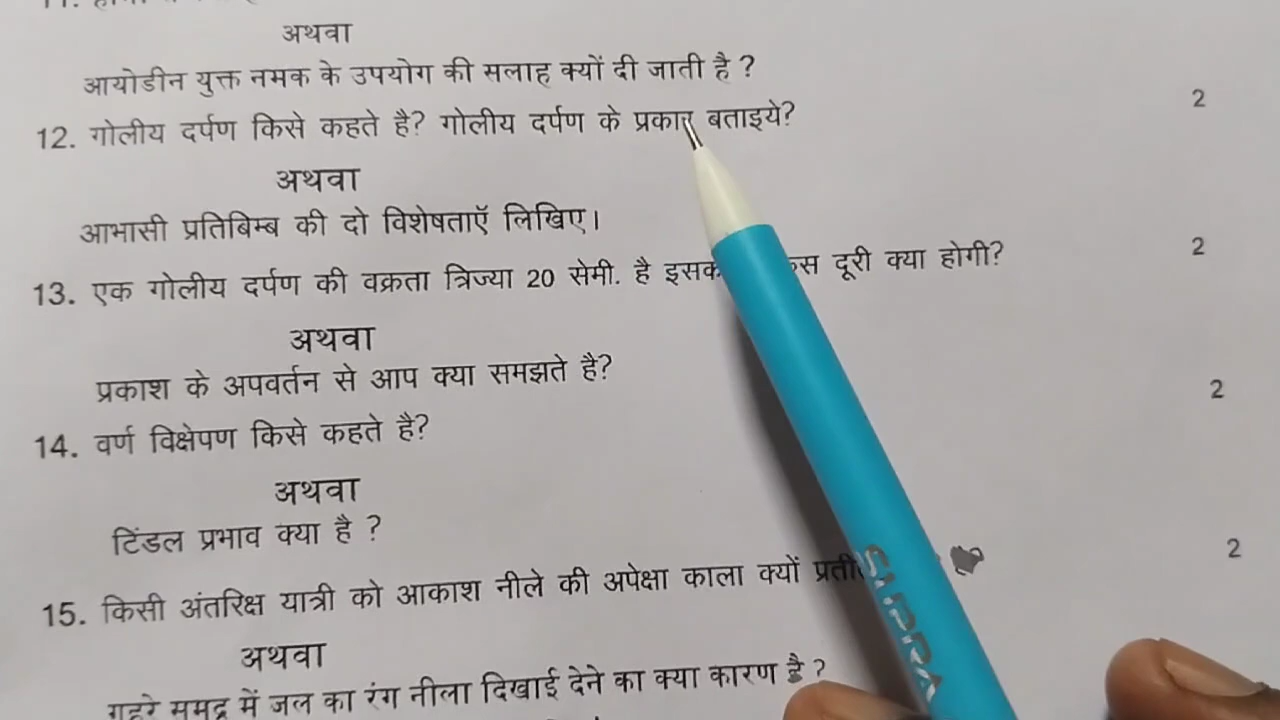 अथवा
आयोडीन युक्त नमक के उपयोग की सलाह क्यों दी जाती है ?
12. गोलीय दर्पण किसे कहते है? गोलीय दर्पण के प्रकार बताइये? 2
अथवा
आभासी प्रतिबिम्ब की दो विशेषताऍ लिखिए।
13. एक गोलीय दर्पण की वक्रता त्रिज्या 20 सेमी. है दूरी क्या होगी? 2
अथवा
प्रकाश के अपवर्तन से आप क्या समझते है?
14. वर्ण विक्षेपण किसे कहते है? 2
अथवा
टिंडल प्रभाव क्या है ?
15. किसी अंतरिक्ष यात्री को आकाश नीले की अपेक्षा काला क्यों 2
अथवा
गहरे समुद्र में जल का रंग नीला दिखाई देने का क्या कारण है ?